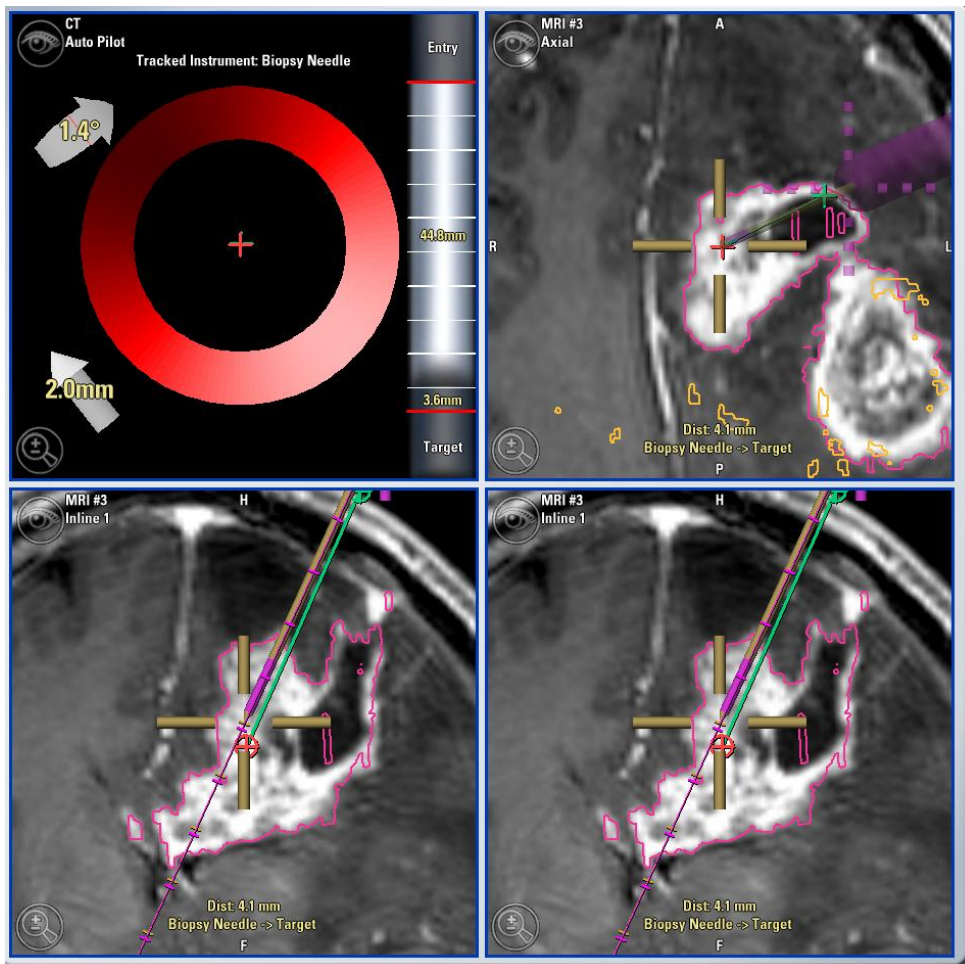 CT
Auto Pilot
Tracked Instrument: Biopsy Needle
Entry
1.4°
44.8mm
2.0mm
3.6mm
Target
MRI #3
Axial
A
R
L
Dist: 4.1 mm
Biopsy Needle -> Target
P
MRI #3
Inline 1
H
Dist: 4.1 mm
Biopsy Needle -> Target
F
MRI #3
Inline 1
H
Dist: 4.1 mm
Biopsy Needle -> Target
F